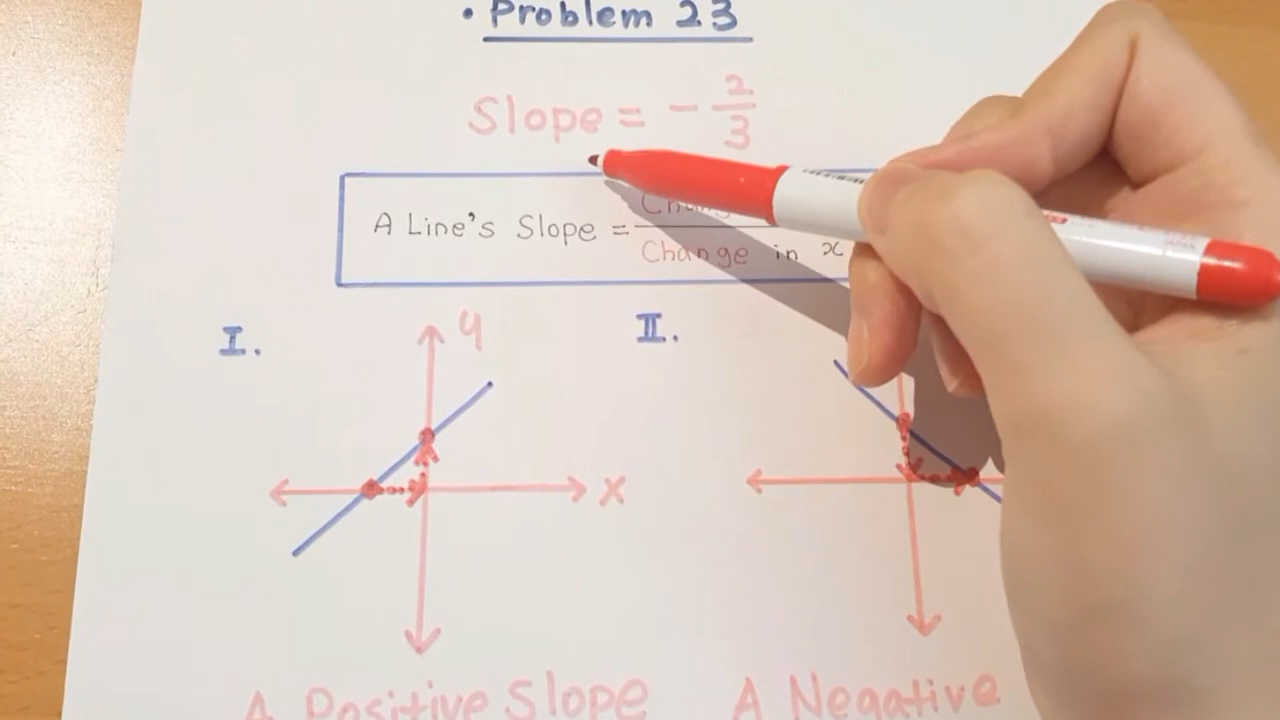 • Problem 23
Slope = - 2/3
A Line's Slope =
Change in x
I.
II.
y
x
A Positive Slope
A Negative